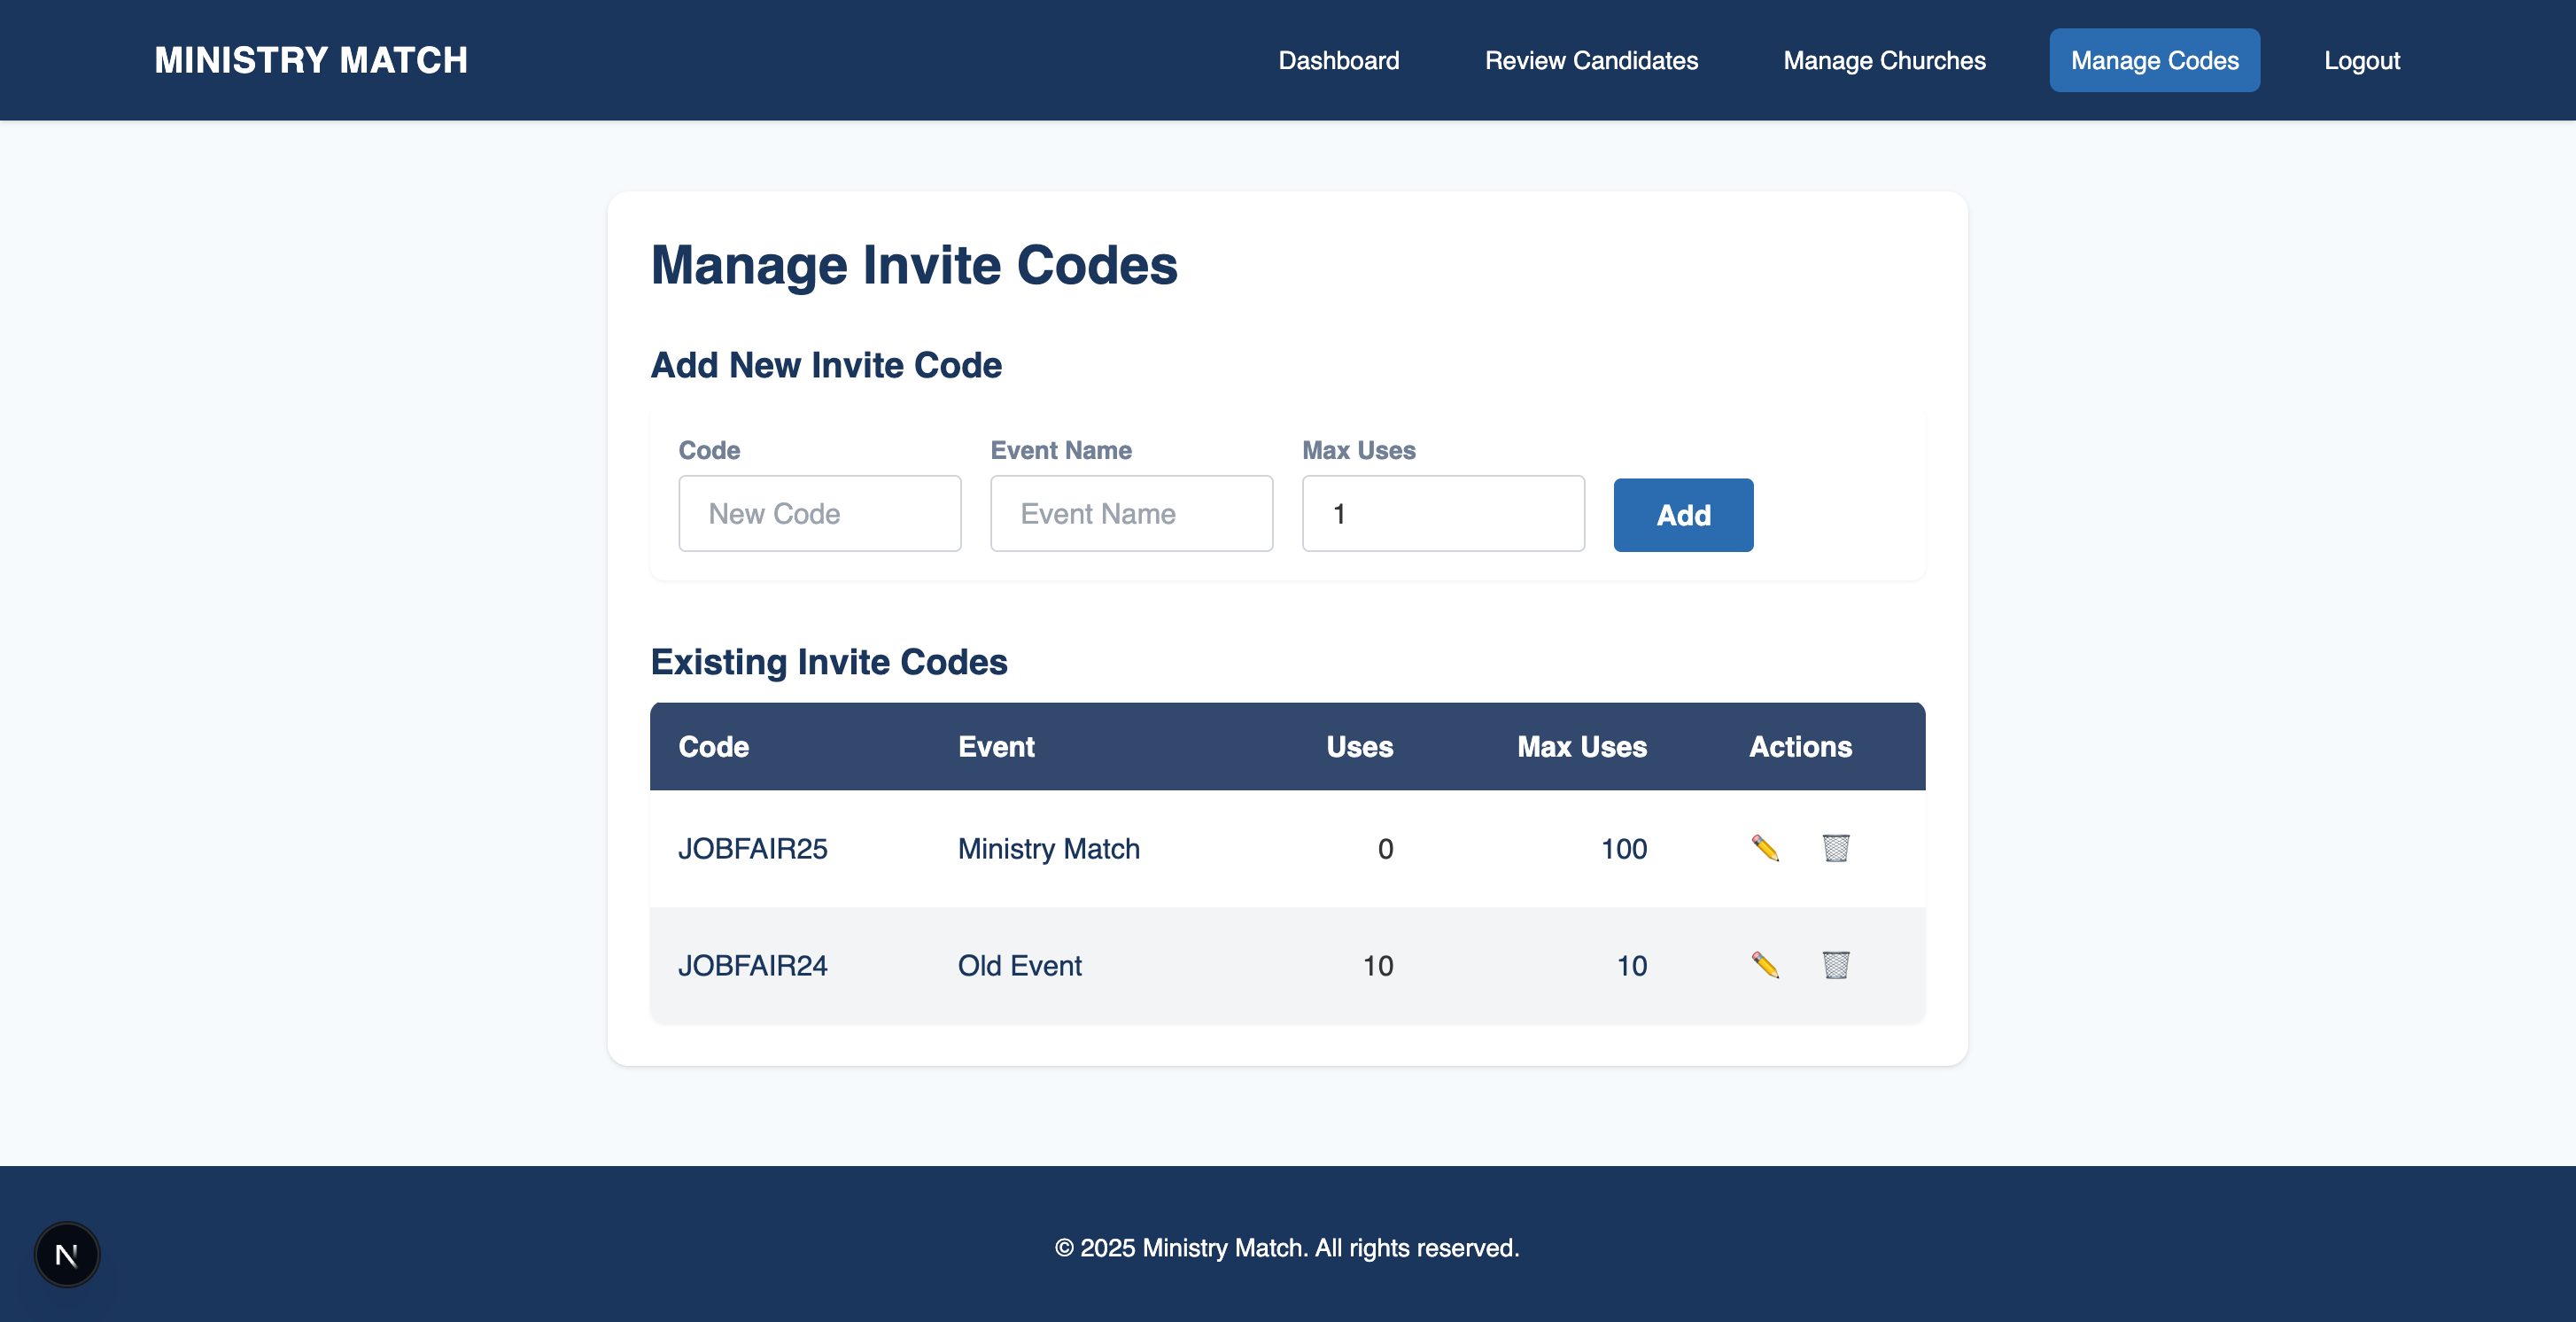 MINISTRY MATCH Dashboard Review Candidates Manage Churches Manage Codes Logout
Manage Invite Codes
Add New Invite Code
Code Event Name Max Uses
New Code Event Name 1 Add
Existing Invite Codes
Code Event Uses Max Uses Actions
JOBFAIR25 Ministry Match 0 100
JOBFAIR24 Old Event 10 10
N
© 2025 Ministry Match. All rights reserved.